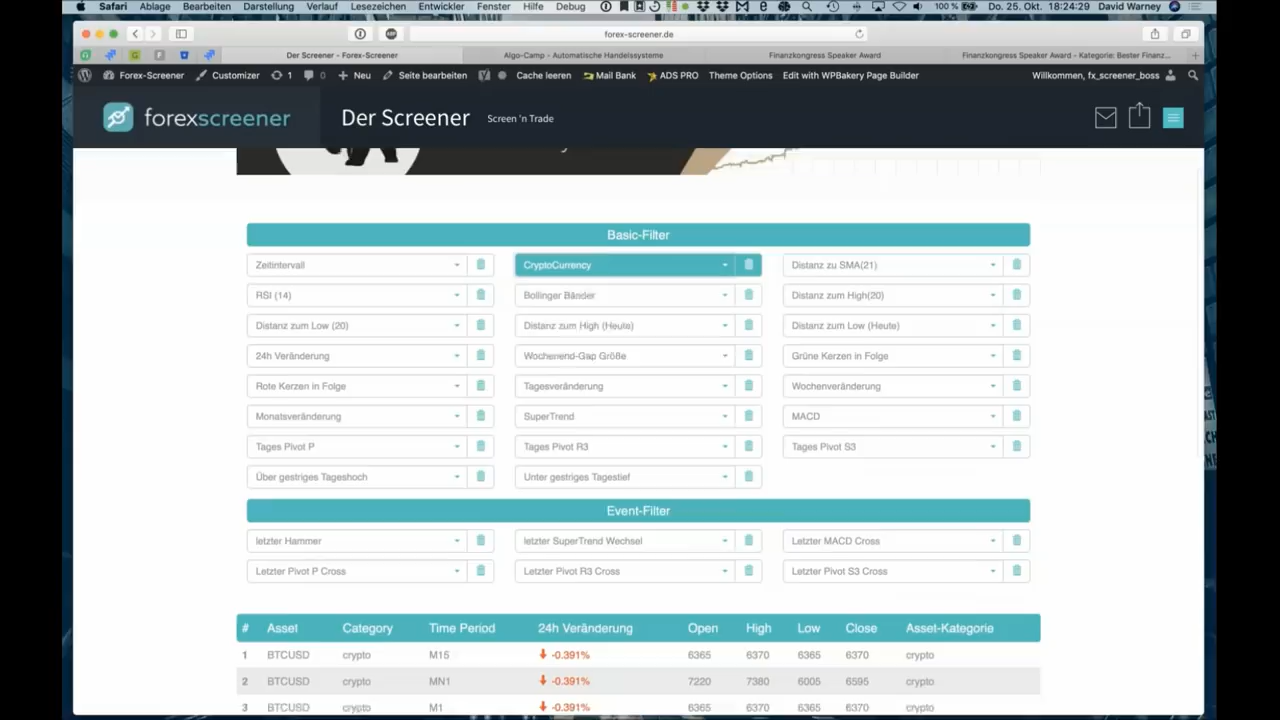 Safari Ablage Bearbeiten Darstellung Verlauf Lesezeichen Entwickler Fenster Hilfe Debug 100 % Do. 25. Okt. 18:24:29 David Warney
forex-screener.de
Der Screener - Forex-Screener Algo-Camp - Automatische Handelssysteme Finanzkongress Speaker Award Finanzkongress Speaker Award - Kategorie: Bester Finanz...
Forex-Screener Customizer 1 0 Neu Seite bearbeiten Cache leeren Mail Bank ADS PRO Theme Options Edit with WPBakery Page Builder Willkommen, fx_screener_boss
forexscreener Der Screener Screen 'n Trade
Basic-Filter
Zeitintervall CryptoCurrency Distanz zu SMA(21)
RSI (14) Bollinger Bänder Distanz zum High(20)
Distanz zum Low (20) Distanz zum High (Heute) Distanz zum Low (Heute)
24h Veränderung Wochenend-Gap Größe Grüne Kerzen in Folge
Rote Kerzen in Folge Tagesveränderung Wochenveränderung
Monatsveränderung SuperTrend MACD
Tages Pivot P Tages Pivot R3 Tages Pivot S3
Über gestriges Tageshoch Unter gestriges Tagestief
Event-Filter
letzter Hammer letzter SuperTrend Wechsel Letzter MACD Cross
Letzter Pivot P Cross Letzter Pivot R3 Cross Letzter Pivot S3 Cross
# Asset Category Time Period 24h Veränderung Open High Low Close Asset-Kategorie
1 BTCUSD crypto M15 -0.391% 6365 6370 6365 6370 crypto
2 BTCUSD crypto MN1 -0.391% 7220 7380 6005 6595 crypto
3 BTCUSD crypto M1 -0.391% 6365 6370 6365 6370 crypto